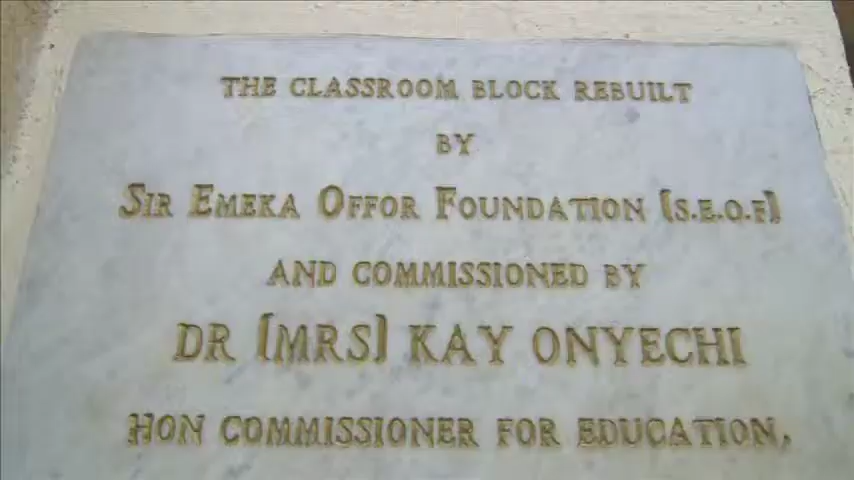 THE CLASSROOM BLOCK REBUILT
BY
SIR EMEKA OFFOR FOUNDATION [S.E.O.F]
AND COMMISSIONED BY
DR [MRS] KAY ONYECHI
HON COMMISSIONER FOR EDUCATION,